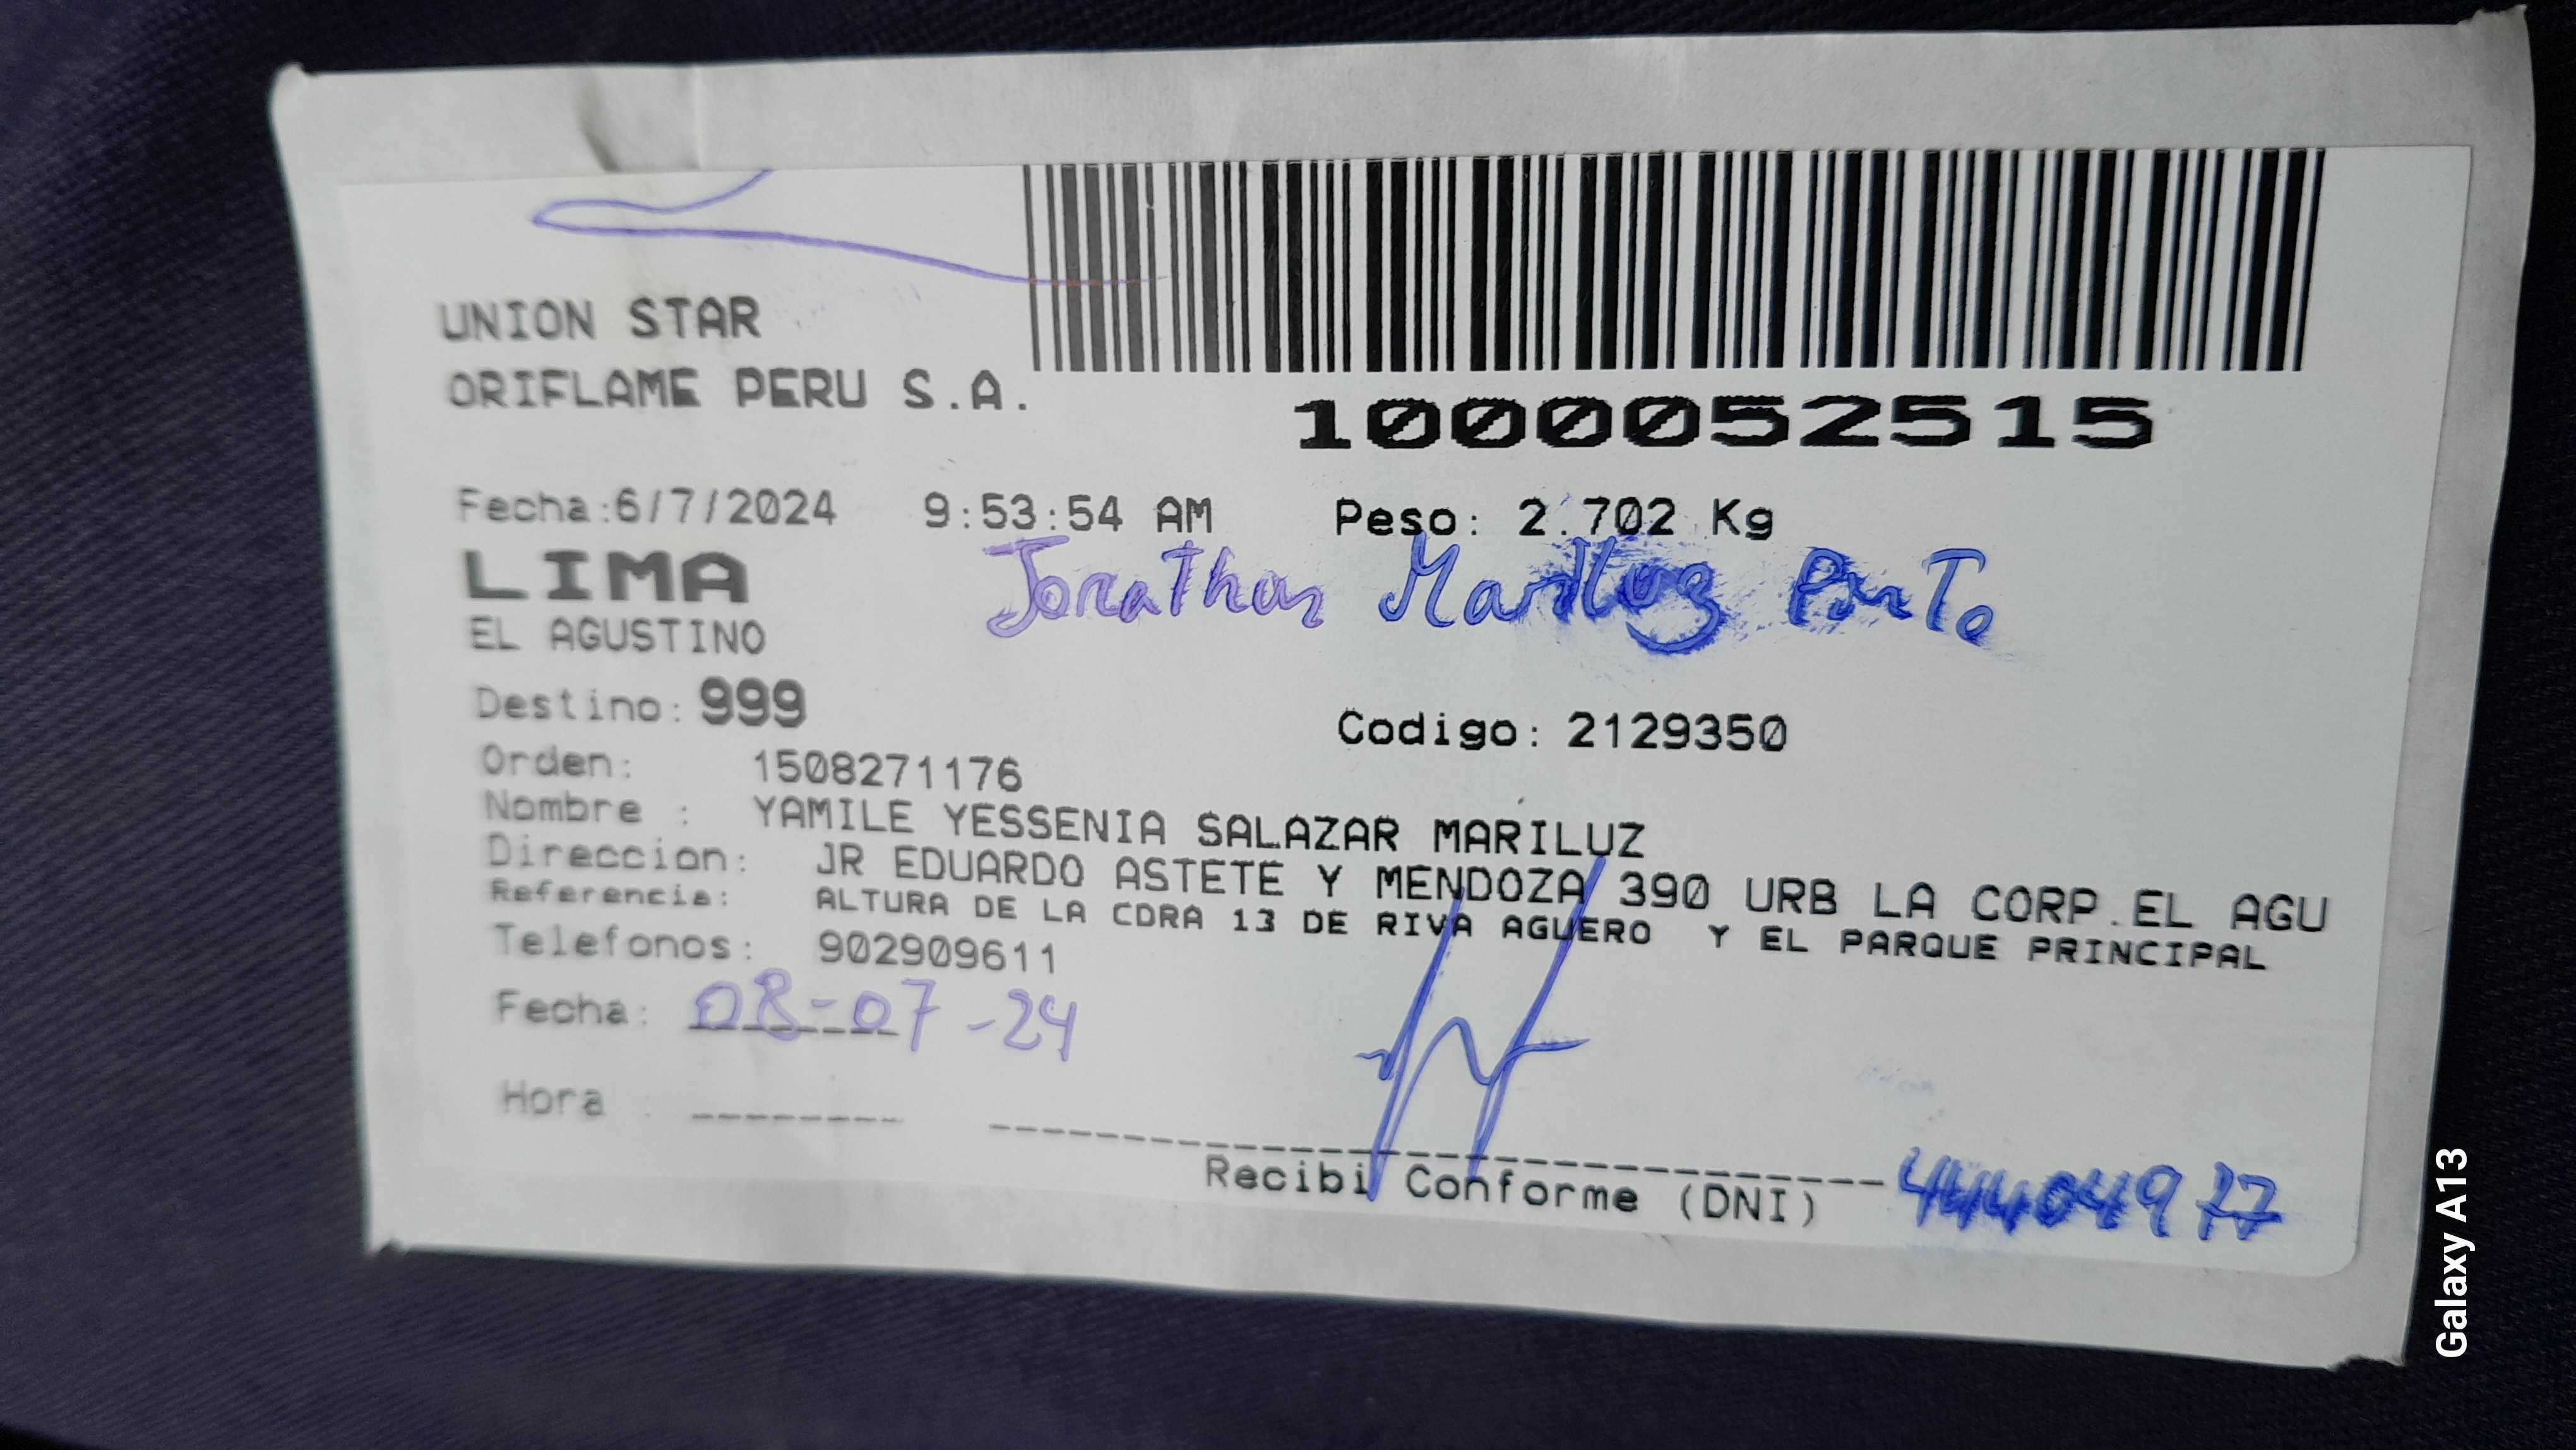 UNION STAR
ORIFLAME PERU S.A.
1000052515
Fecha:6/7/2024 9:53:54 AM Peso: 2.702 Kg
LIMA
Jonathan Mariluz Pinto
EL AGUSTINO
Destino: 999
Codigo: 2129350
Orden: 1508271176
Nombre : YAMILE YESSENIA SALAZAR MARILUZ
Direccion: JR EDUARDO ASTETE Y MENDOZA 390 URB LA CORP.EL AGU
Referencia: ALTURA DE LA CDRA 13 DE RIVA AGUERO Y EL PARQUE PRINCIPAL
Telefonos: 902909611
Fecha: 08-07-24
Hora :
Recibi Conforme (DNI)
Galaxy A13